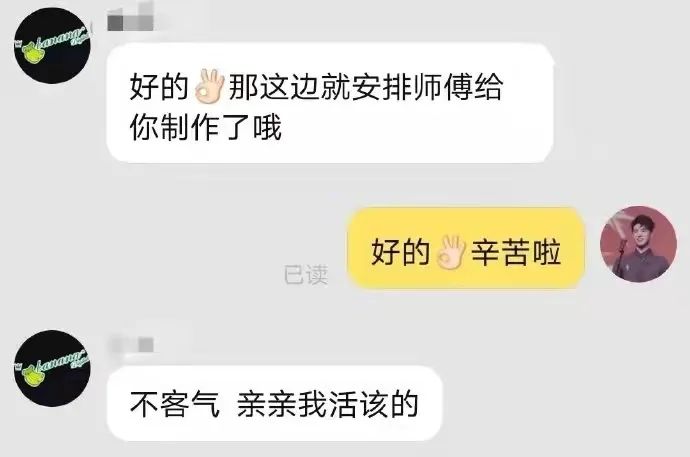 好的👌那这边就安排师傅给
你制作了哦
好的👌辛苦啦
已读
不客气 亲亲我活该的